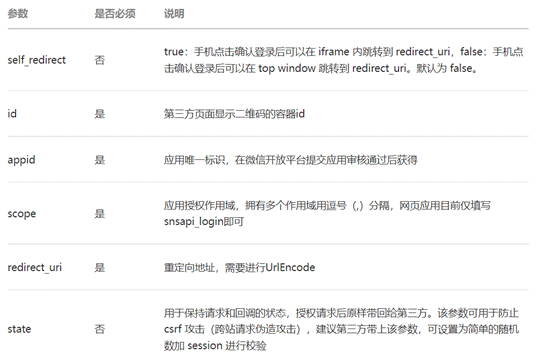 参数 是否必须 说明
self_redirect 否 true：手机点击确认登录后可以在 iframe 内跳转到 redirect_uri，false：手机点
击确认登录后可以在 top window 跳转到 redirect_uri。默认为 false。
id 是 第三方页面显示二维码的容器id
appid 是 应用唯一标识，在微信开放平台提交应用审核通过后获得
scope 是 应用授权作用域，拥有多个作用域用逗号（,）分隔，网页应用目前仅填写
snsapi_login即可
redirect_uri 是 重定向地址，需要进行UrlEncode
state 否 用于保持请求和回调的状态，授权请求后原样带回给第三方。该参数可用于防止
csrf 攻击（跨站请求伪造攻击），建议第三方带上该参数，可设置为简单的随机
数加 session 进行校验